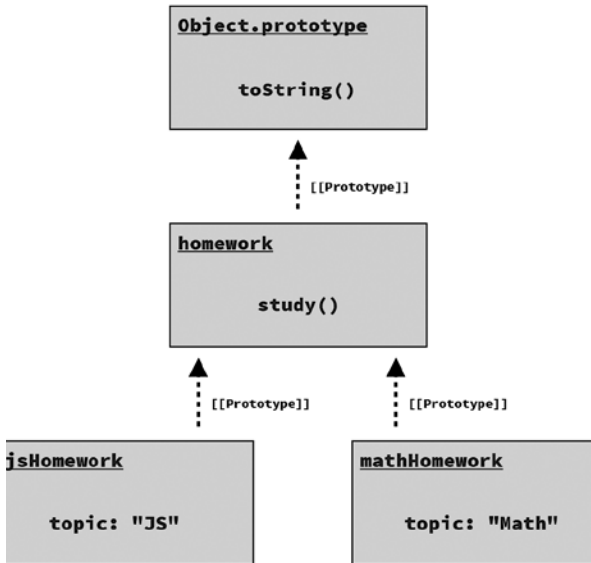 Object.prototype
toString()
[[Prototype]]
homework
study()
[[Prototype]]
[[Prototype]]
jsHomework
mathHomework
topic: "JS"
topic: "Math"